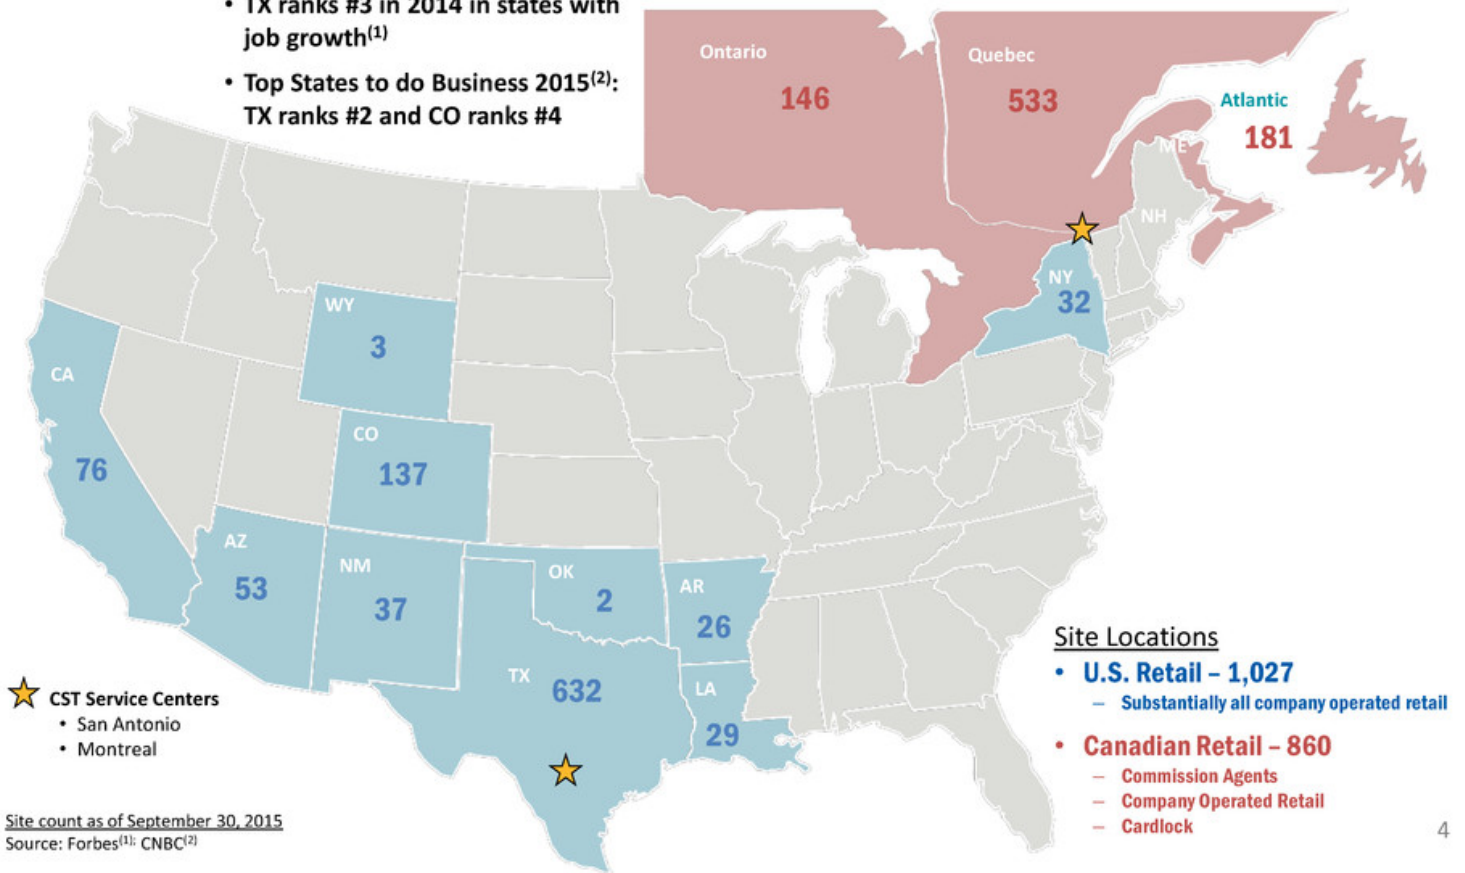 • TX ranks #3 in 2014 in states with
job growth(1)
• Top States to do Business 2015(2):
TX ranks #2 and CO ranks #4
Ontario
146
Quebec
533
Atlantic
181
ME
NH
NY
32
WY
3
CA
76
CO
137
AZ
53
NM
37
OK
2
AR
26
TX
632
LA
29
CST Service Centers
• San Antonio
• Montreal
Site Locations
• U.S. Retail – 1,027
– Substantially all company operated retail
• Canadian Retail – 860
– Commission Agents
– Company Operated Retail
– Cardlock
Site count as of September 30, 2015
Source: Forbes(1); CNBC(2)
4